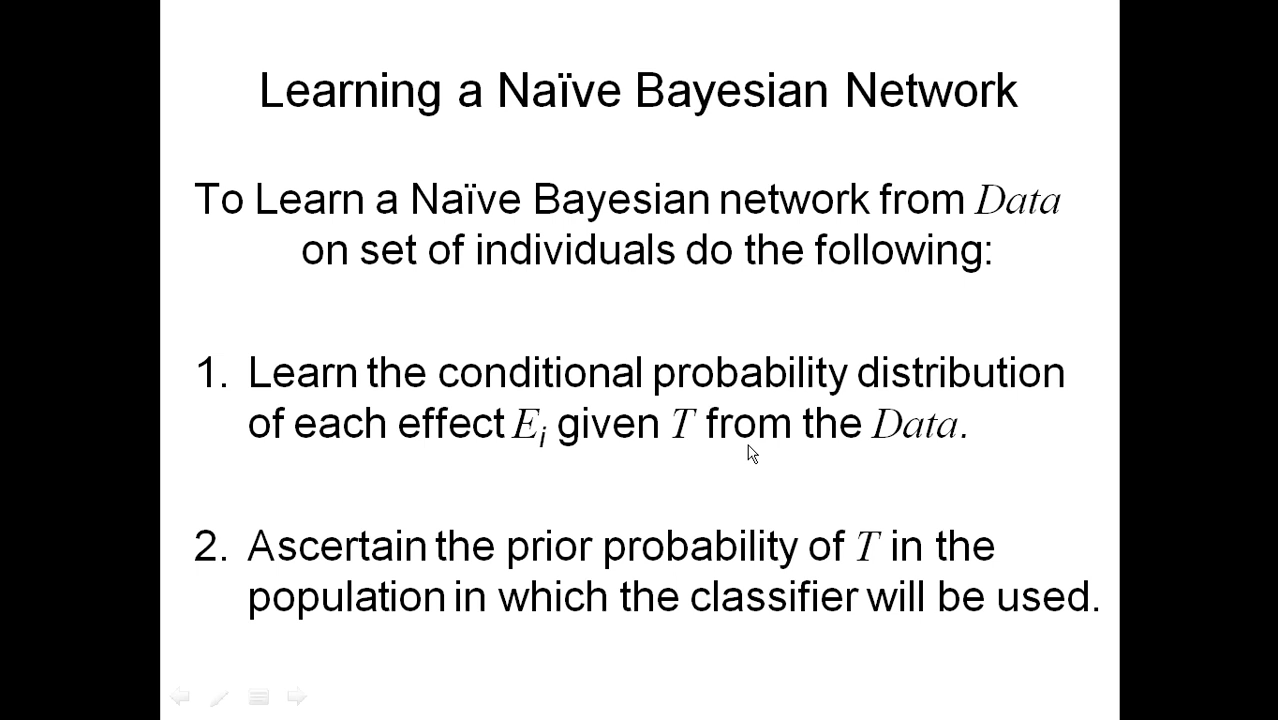 Learning a Naïve Bayesian Network
To Learn a Naïve Bayesian network from Data
on set of individuals do the following:
1. Learn the conditional probability distribution
of each effect Ei given T from the Data.
2. Ascertain the prior probability of T in the
population in which the classifier will be used.